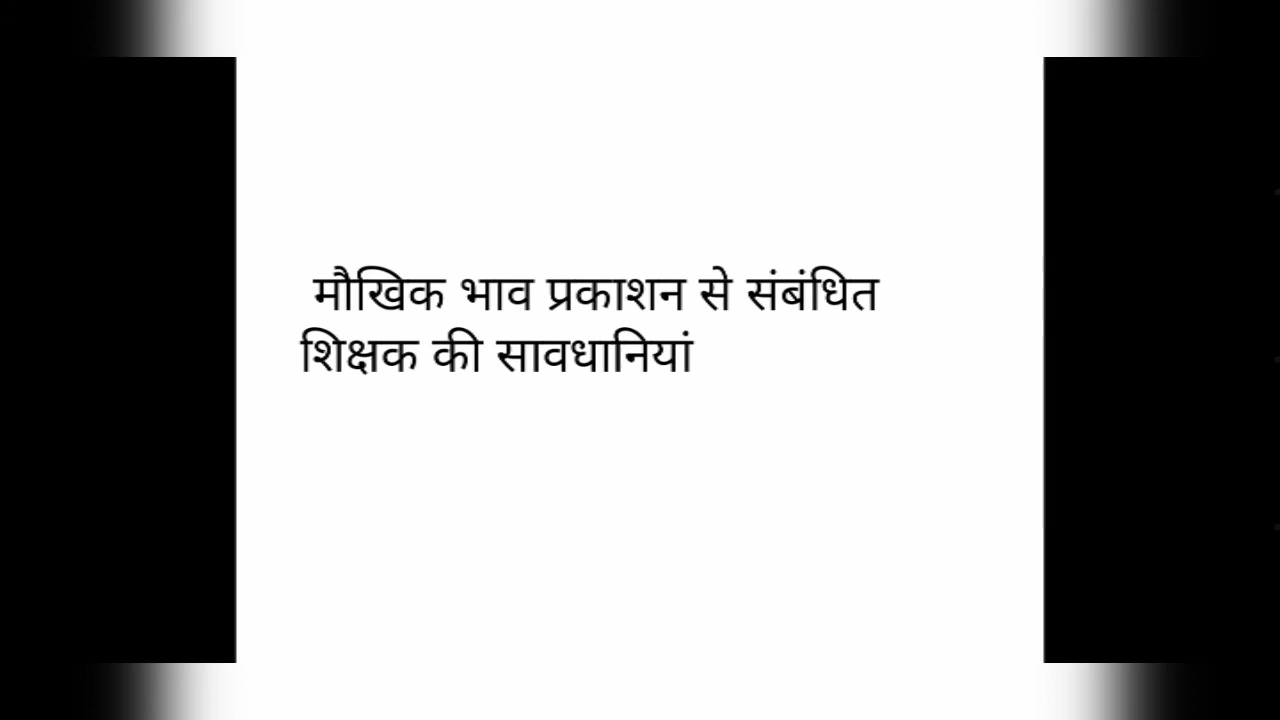 मौखिक भाव प्रकाशन से संबंधित
शिक्षक की सावधानियां